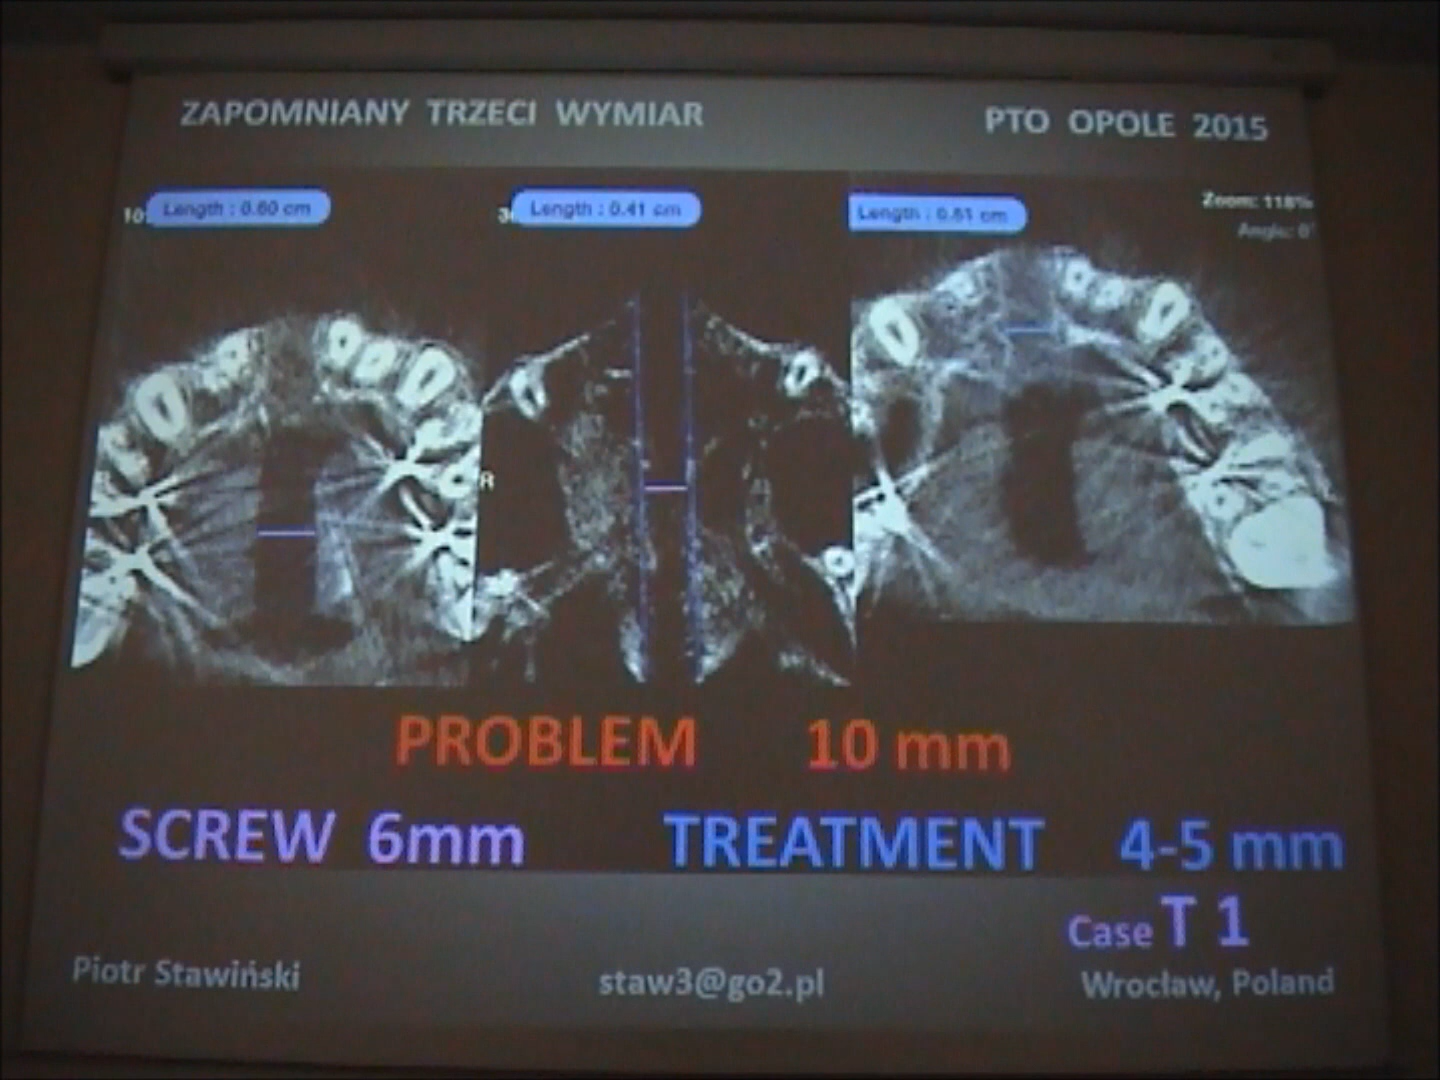 ZAPOMNIANY TRZECI WYMIAR
PTO OPOLE 2015
10
Length : 0.60 cm
Length : 0.41 cm
Length : 0.51 cm
Zoom: 118%
Angle: 0°
R
PROBLEM 10 mm
SCREW 6mm TREATMENT 4-5 mm
Case T 1
Piotr Stawiński
staw3@go2.pl
Wrocław, Poland